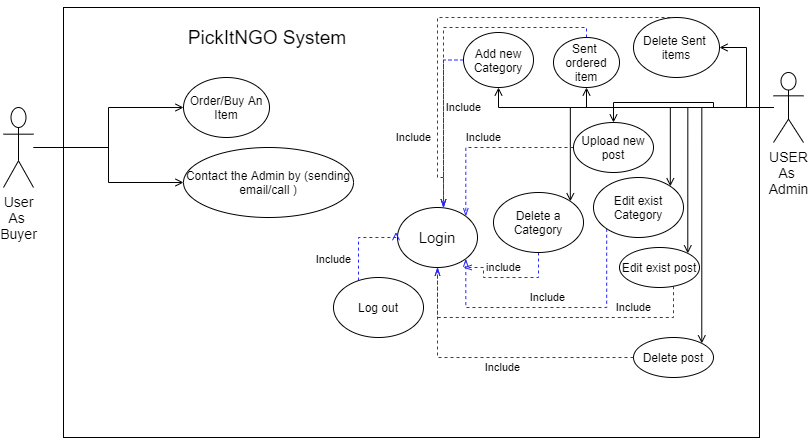 PickItNGO System
Delete Sent
items
Add new
Category
Sent
ordered
item
Order/Buy An
Item
Include
Include
Include
Upload new
post
USER
As
Admin
Contact the Admin by (sending
email/call )
User
As
Buyer
Delete a
Category
Edit exist
Category
Login
Include
include
Edit exist post
Include
Include
Log out
Delete post
Include